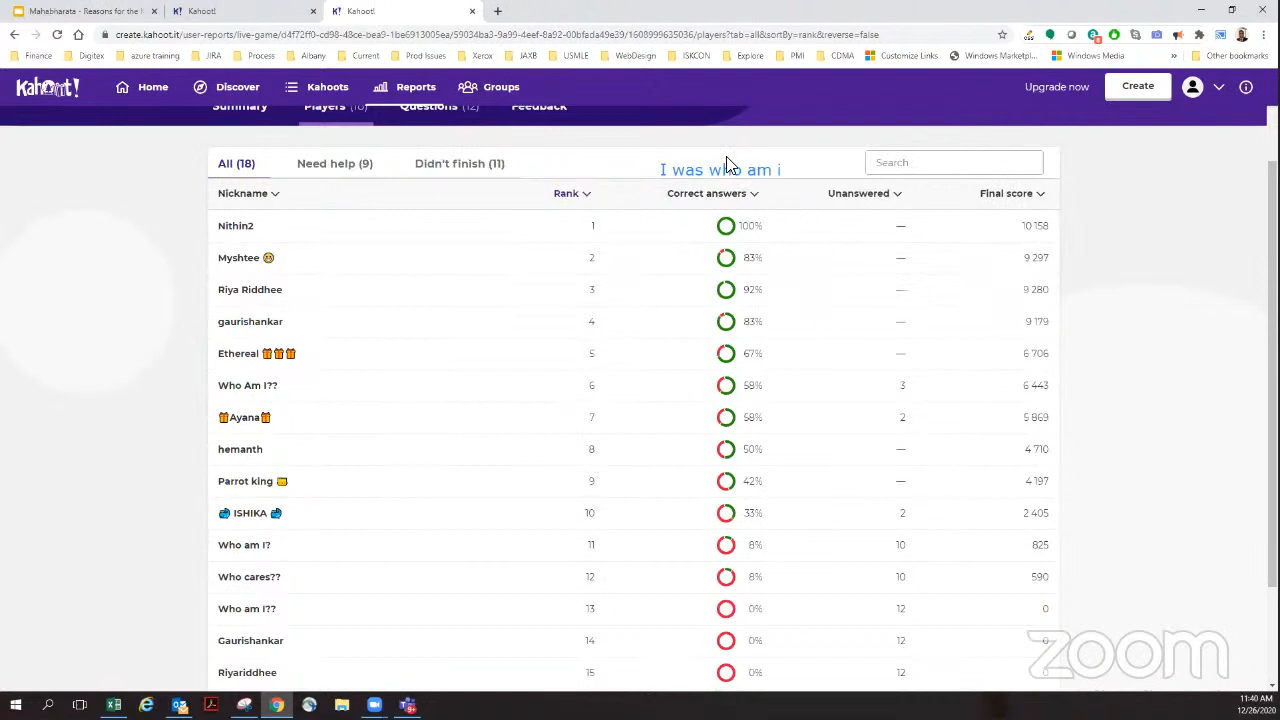 Mahabharata - Reasons for the I
Kahoot!
Kahoot!
create.kahoot.it/user-reports/live-game/d4f72ff0-cd98-48ec-bea9-1be6093005ea/59034ba3-9a99-4eef-8a92-00bfada49e39/1608999635036/players?tab=all&sortBy=rank&reverse=false
Finance Digitex azure training JIRA Process Strent Prod Issues Xerox JAXB USMLE WebDesign ISKCON Explore PMI CDMA Customize Links Windows Marketpl... Windows Media » Other bookmarks
Kahoot! Home Discover Kahoots Reports Groups Upgrade now Create
Summary Players (18) Questions (12) Feedback
All (18) Need help (9) Didn't finish (11) Search
I was who am i
Nickname Rank Correct answers Unanswered Final score
Nithin2 1 100% — 10 158
Myshtee 2 83% — 9 297
Riya Riddhee 3 92% — 9 280
gaurishankar 4 83% — 9 179
Ethereal 5 67% — 6 706
Who Am I?? 6 58% 3 6 443
Ayana 7 58% 2 5 869
hemanth 8 50% — 4 710
Parrot king 9 42% — 4 197
ISHIKA 10 33% 2 2 405
Who am I? 11 8% 10 825
Who cares?? 12 8% 10 590
Who am I?? 13 0% 12 0
Gaurishankar 14 0% 12 0
Riyariddhee 15 0% 12 0
zoom
11:40 AM
12/26/2020